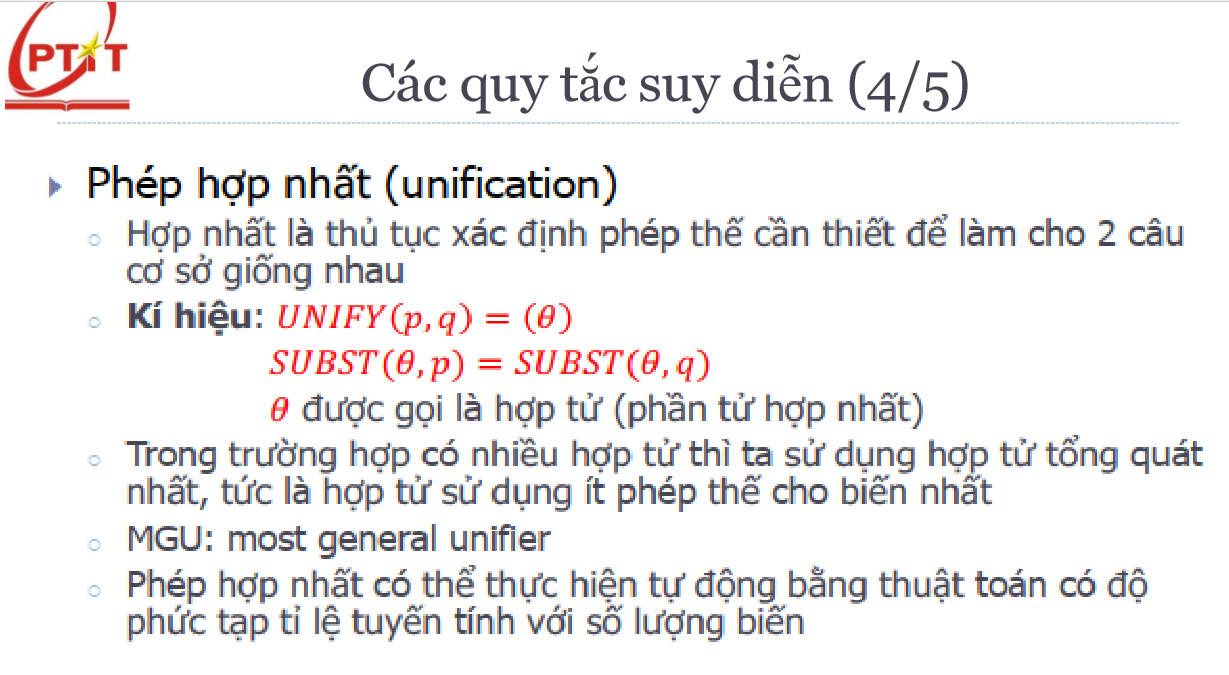 PTIT
Các quy tắc suy diễn (4/5)
Phép hợp nhất (unification)
Hợp nhất là thủ tục xác định phép thế cần thiết để làm cho 2 câu
cơ sở giống nhau
Kí hiệu: UNIFY(p, q) = (θ)
SUBST(θ, p) = SUBST(θ, q)
θ được gọi là hợp tử (phần tử hợp nhất)
Trong trường hợp có nhiều hợp tử thì ta sử dụng hợp tử tổng quát
nhất, tức là hợp tử sử dụng ít phép thế cho biến nhất
MGU: most general unifier
Phép hợp nhất có thể thực hiện tự động bằng thuật toán có độ
phức tạp tỉ lệ tuyến tính với số lượng biến